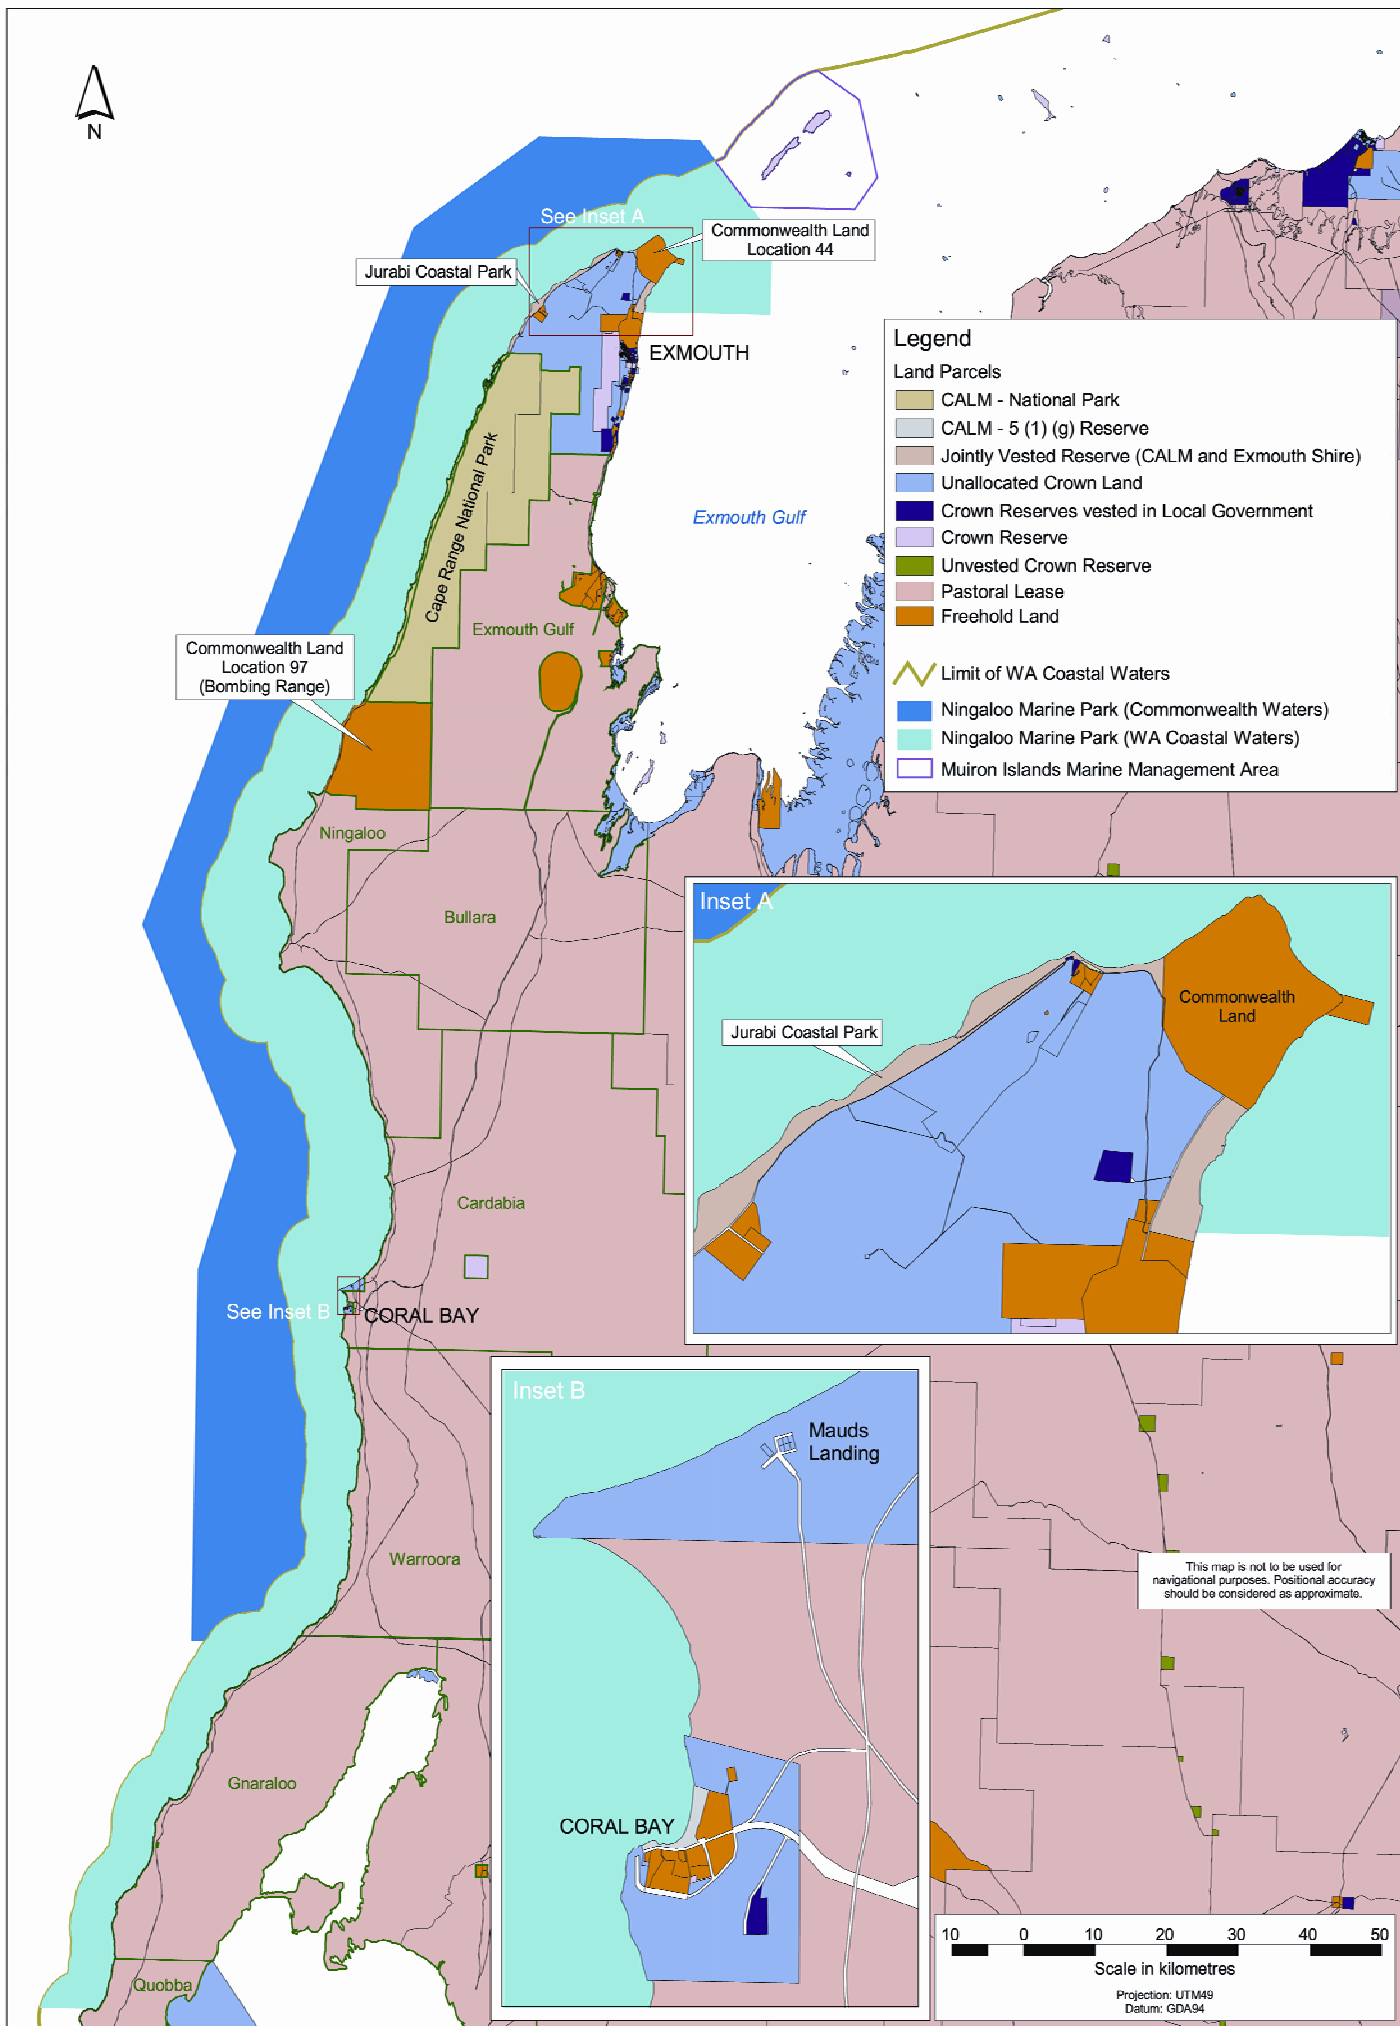 N
See Inset A
Commonwealth Land
Location 44
Jurabi Coastal Park
EXMOUTH
Legend
Land Parcels
CALM - National Park
CALM - 5 (1) (g) Reserve
Jointly Vested Reserve (CALM and Exmouth Shire)
Unallocated Crown Land
Crown Reserves vested in Local Government
Crown Reserve
Unvested Crown Reserve
Pastoral Lease
Freehold Land
Limit of WA Coastal Waters
Ningaloo Marine Park (Commonwealth Waters)
Ningaloo Marine Park (WA Coastal Waters)
Muiron Islands Marine Management Area
Cape Range National Park
Exmouth Gulf
Exmouth Gulf
Commonwealth Land
Location 97
(Bombing Range)
Ningaloo
Bullara
Inset A
Commonwealth
Land
Jurabi Coastal Park
Cardabia
See Inset B
CORAL BAY
Inset B
Mauds
Landing
Warroora
This map is not to be used for
navigational purposes. Positional accuracy
should be considered as approximate.
Gnaraloo
CORAL BAY
Quobba
10 0 10 20 30 40 50
Scale in kilometres
Projection: UTM49
Datum: GDA94